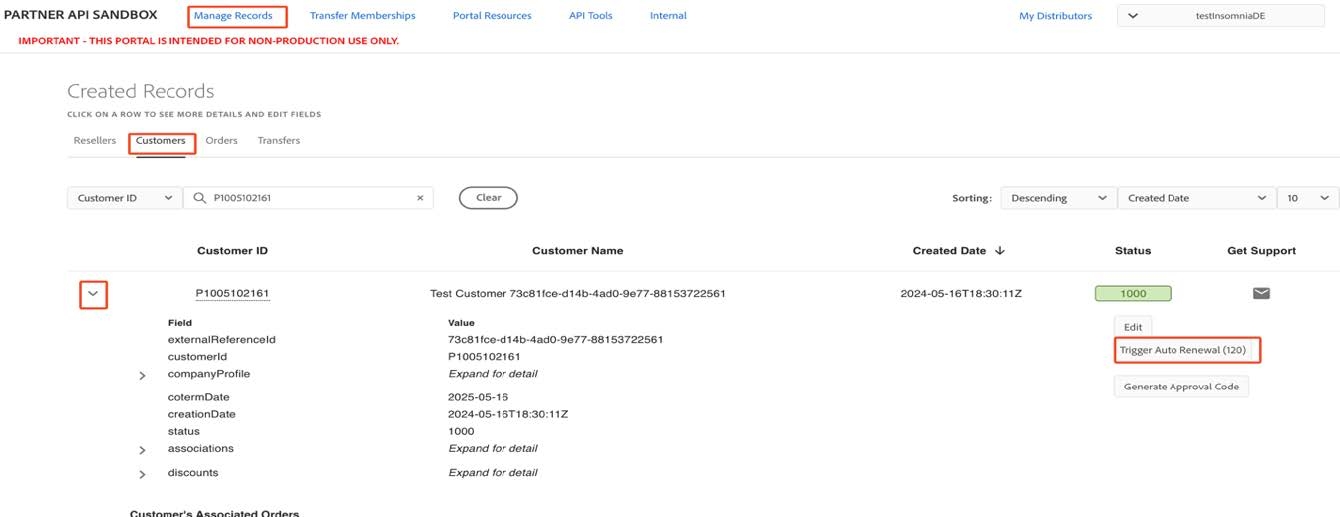 PARTNER API SANDBOX Manage Records Transfer Memberships Portal Resources API Tools Internal My Distributors testInsomniaDE
IMPORTANT - THIS PORTAL IS INTENDED FOR NON-PRODUCTION USE ONLY.
Created Records
CLICK ON A ROW TO SEE MORE DETAILS AND EDIT FIELDS
Resellers Customers Orders Transfers
Customer ID P1005102161 × Clear Sorting: Descending Created Date 10
Customer ID Customer Name Created Date ↓ Status Get Support
P1005102161 Test Customer 73c81fce-d14b-4ad0-9e77-88153722561 2024-05-16T18:30:11Z 1000
Field Value Edit
externalReferenceId 73c81fce-d14b-4ad0-9e77-88153722561
customerId P1005102161 Trigger Auto Renewal (120)
companyProfile Expand for detail
Generate Approval Code
cotermDate 2025-05-16
creationDate 2024-05-16T18:30:11Z
status 1000
associations Expand for detail
discounts Expand for detail
Customer's Associated Orders